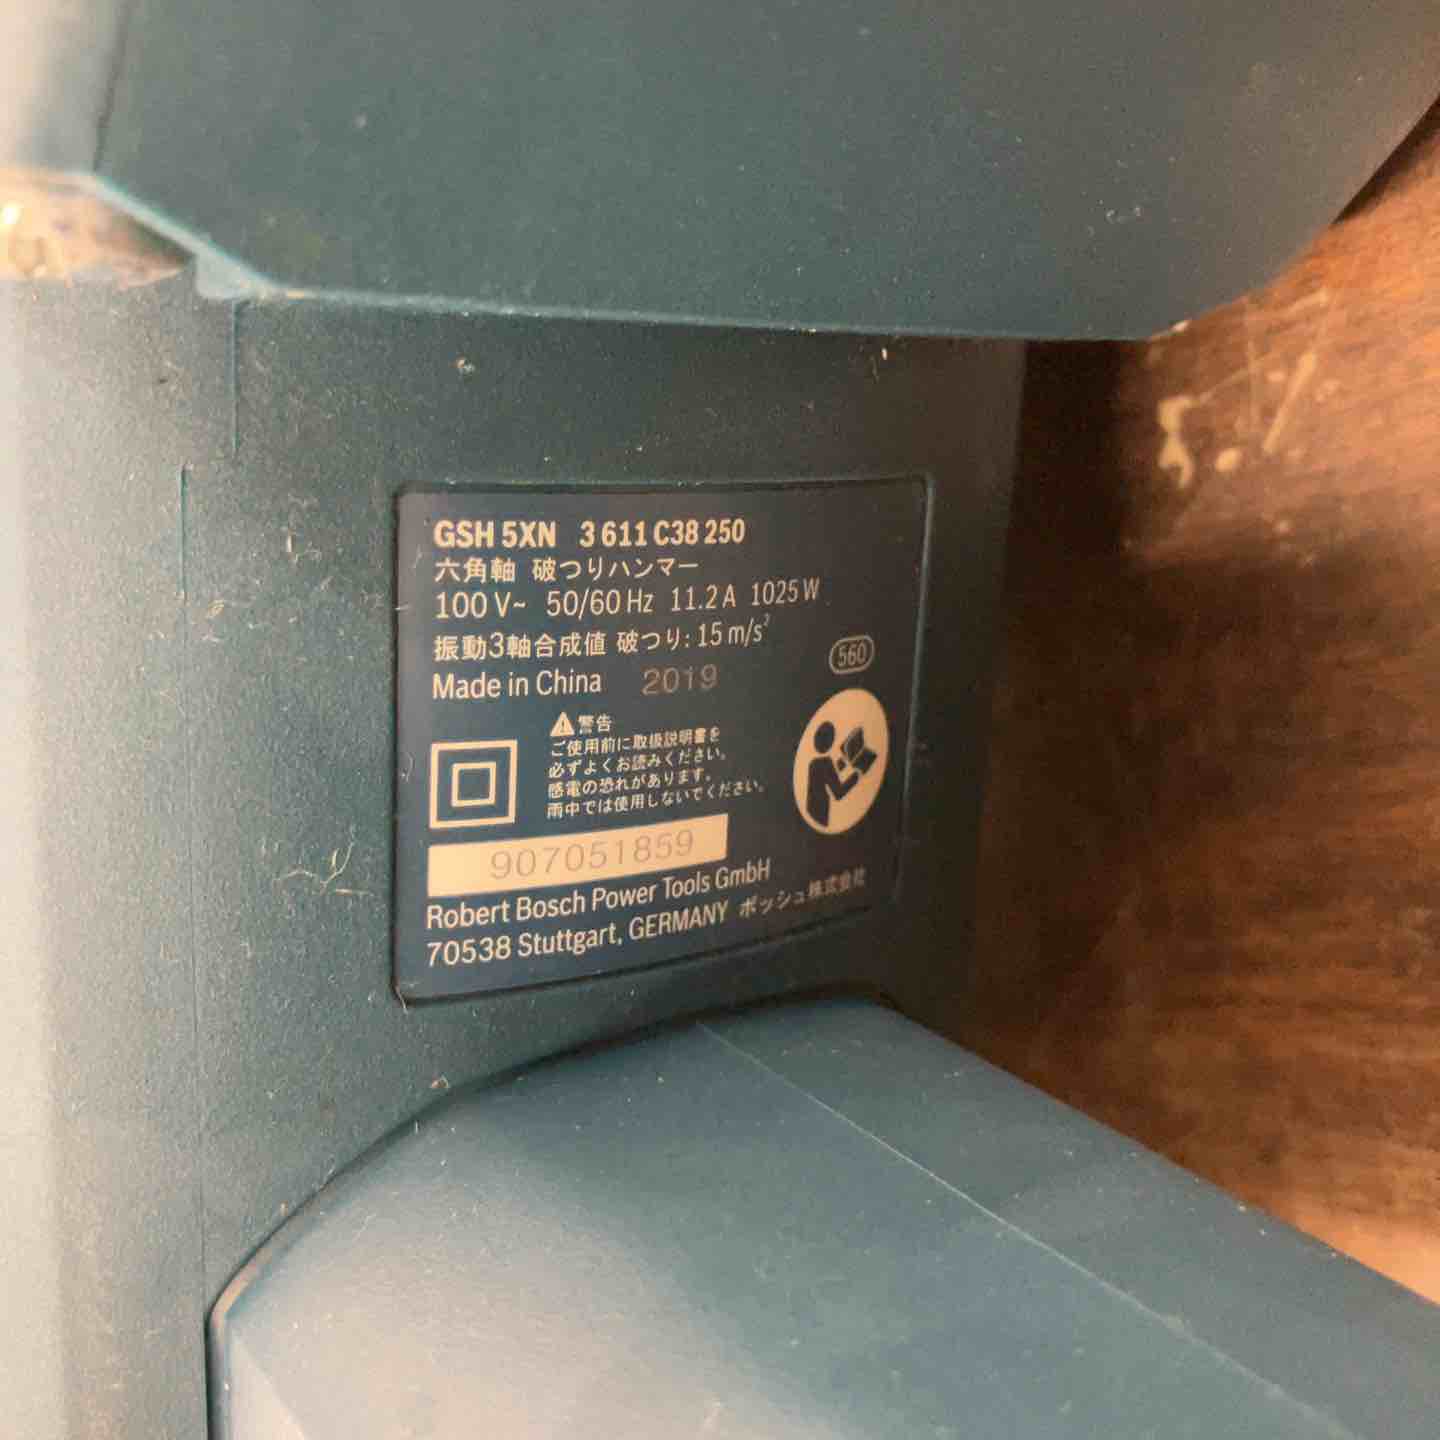 GSH 5XN 3 611 C38 250
六角軸 破つりハンマー
100 V~ 50/60 Hz 11.2 A 1025 W
振動3軸合成値 破つり: 15 m/s²
560
Made in China 2019
警告
ご使用前に取扱説明書を
必ずよくお読みください。
感電の恐れがあります。
雨中では使用しないでください。
907051859
Robert Bosch Power Tools GmbH
70538 Stuttgart, GERMANY ボッシュ株式会社